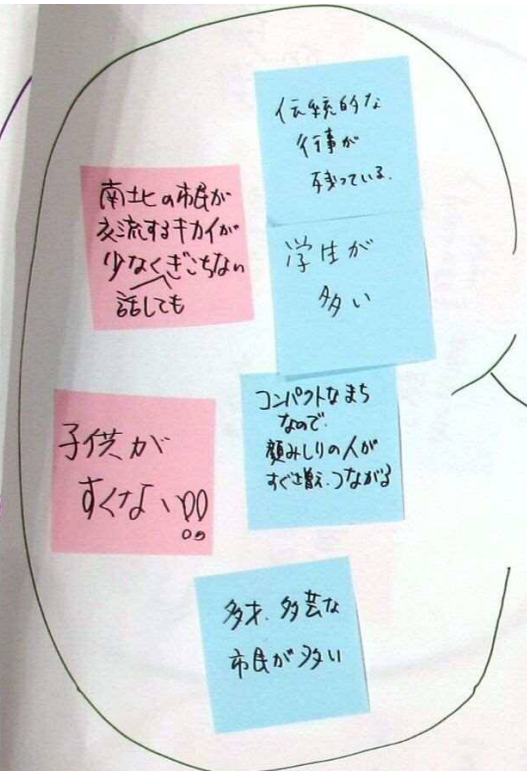 伝統的な
行事が
残っている.
南北の市民が
交流するキカイが
少なくぎこちない
話しても
学生が
多い
コンパクトなまち
なので.
顔みしりの人が
すぐ増え.つながる
子供が
すくない!!
多才.多芸な
市民が多い